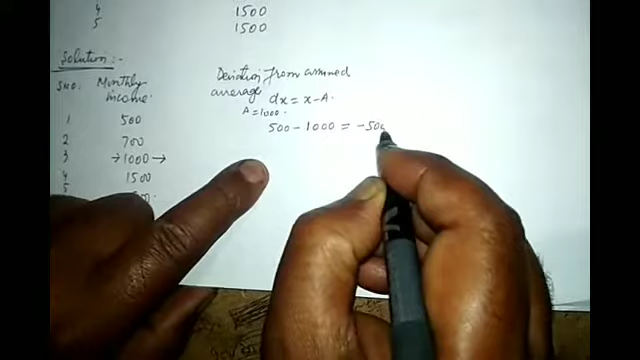 4 1500
5 1500
Solution:-
S.NO. Monthly income
Deviation from assumed average
dx = x - A.
A = 1000.
1 500 500 - 1000 = -500
2 700
3 → 1000 →
4 1500
5